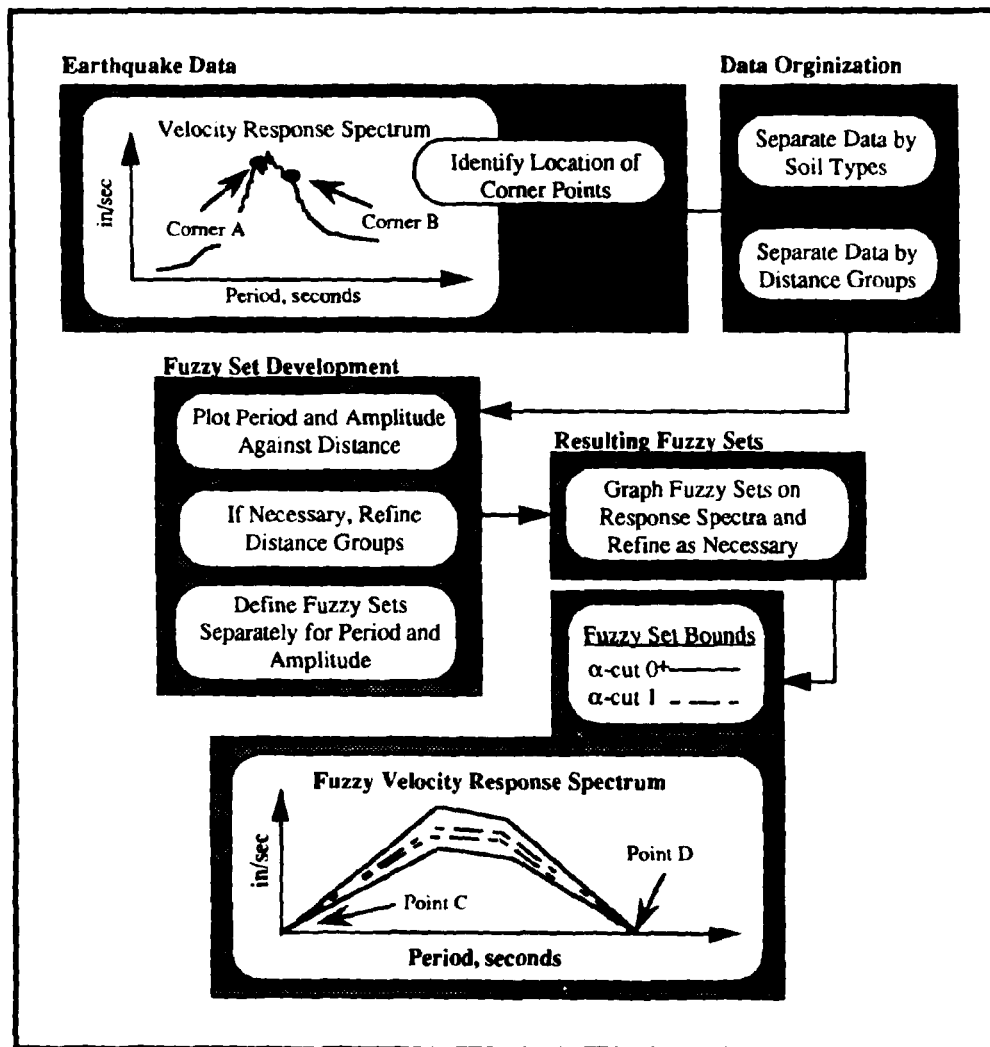 Earthquake Data
Velocity Response Spectrum
in/sec
Corner A
Corner B
Period, seconds
Identify Location of
Corner Points
Data Orginization
Separate Data by
Soil Types
Separate Data by
Distance Groups
Fuzzy Set Development
Plot Period and Amplitude
Against Distance
If Necessary, Refine
Distance Groups
Define Fuzzy Sets
Separately for Period and
Amplitude
Resulting Fuzzy Sets
Graph Fuzzy Sets on
Response Spectra and
Refine as Necessary
Fuzzy Set Bounds
α-cut 0+
α-cut 1
Fuzzy Velocity Response Spectrum
in/sec
Point C
Point D
Period, seconds